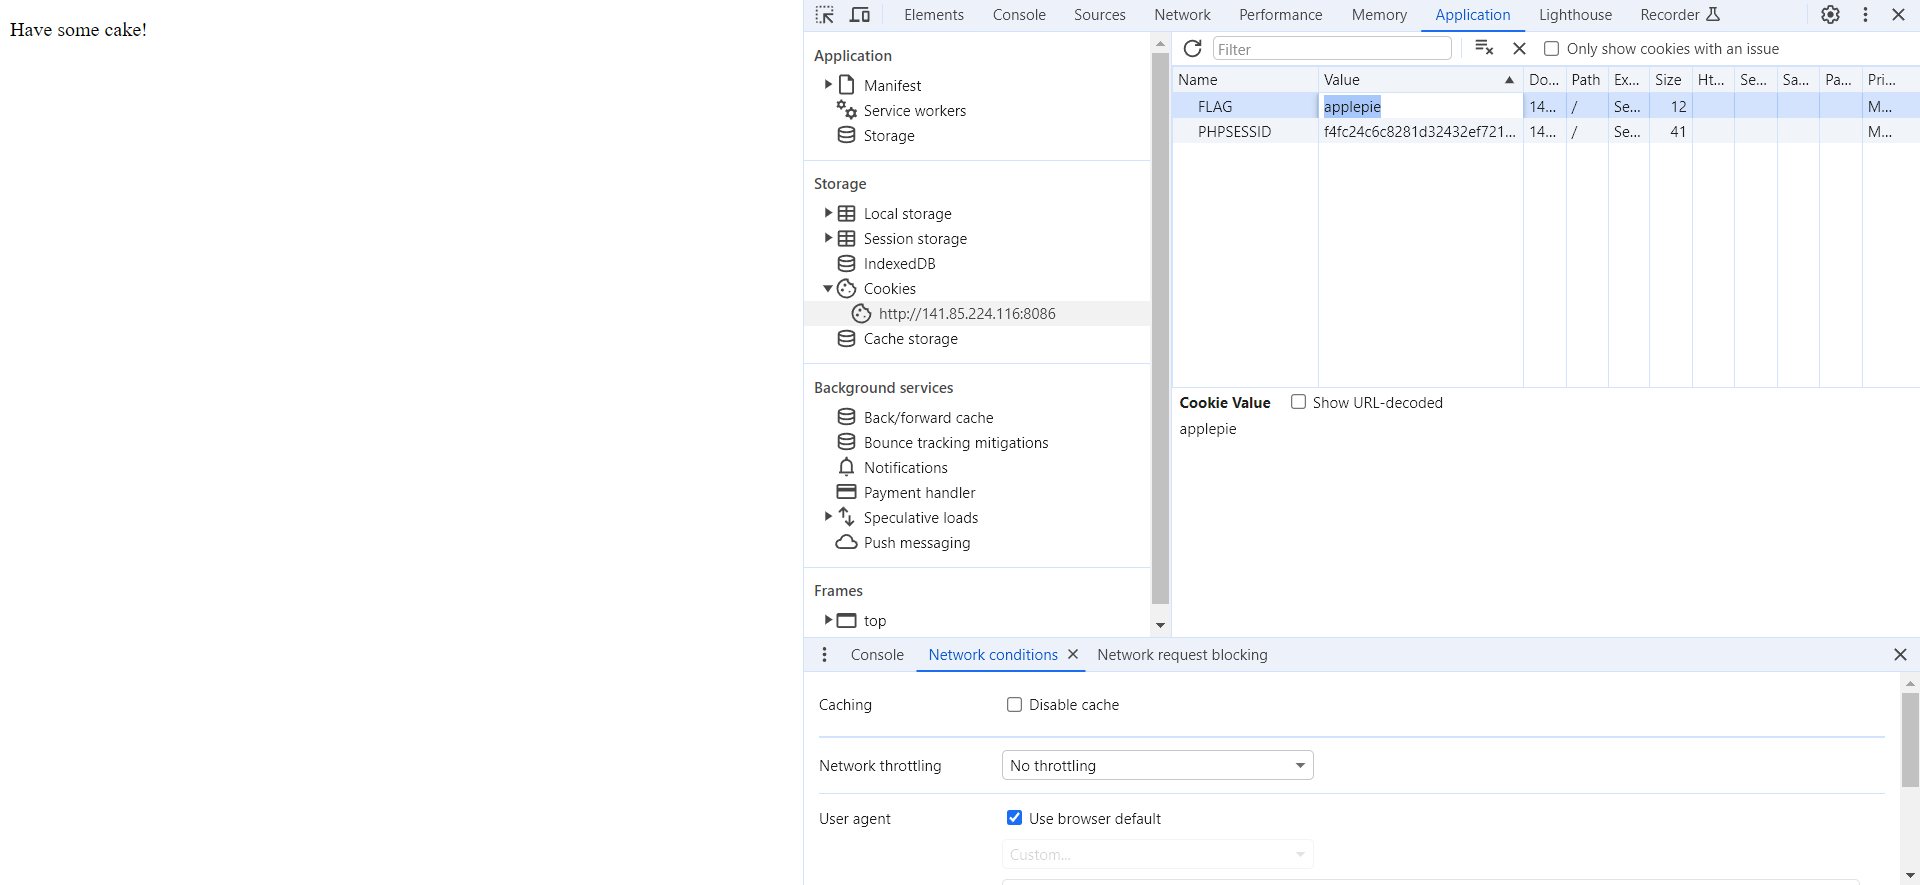 Have some cake!
Elements Console Sources Network Performance Memory Application Lighthouse Recorder
Application
Manifest
Service workers
Storage
Storage
Local storage
Session storage
IndexedDB
Cookies
http://141.85.224.116:8086
Cache storage
Background services
Back/forward cache
Bounce tracking mitigations
Notifications
Payment handler
Speculative loads
Push messaging
Frames
top
Filter Only show cookies with an issue
Name Value Do... Path Ex... Size Ht... Se... Sa... Pa... Pri...
FLAG applepie 14... / Se... 12 M...
PHPSESSID f4fc24c6c8281d32432ef721... 14... / Se... 41 M...
Cookie Value Show URL-decoded
applepie
Console Network conditions Network request blocking
Caching Disable cache
Network throttling No throttling
User agent Use browser default
Custom...